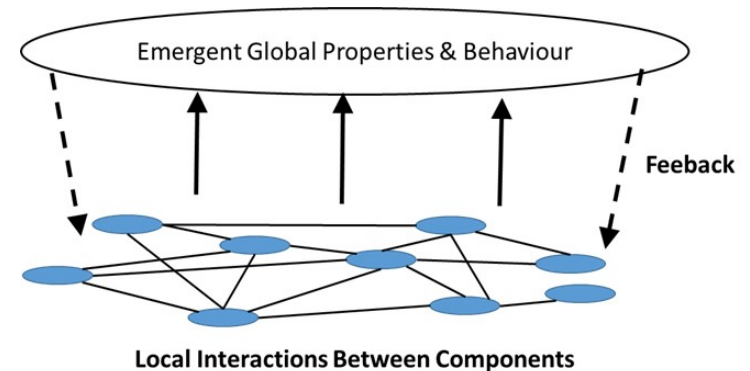 Emergent Global Properties & Behaviour
Feeback
Local Interactions Between Components